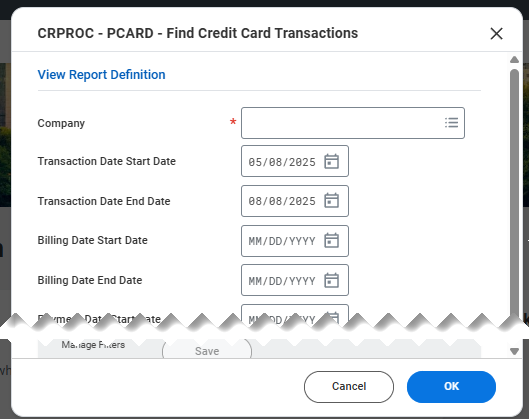 CRPROC - PCARD - Find Credit Card Transactions
View Report Definition
Company *
Transaction Date Start Date 05/08/2025
Transaction Date End Date 08/08/2025
Billing Date Start Date MM/DD/YYYY
Billing Date End Date MM/DD/YYYY
Payment Date Start Date MM/DD/YYYY
Manage Filters
Save
Cancel OK